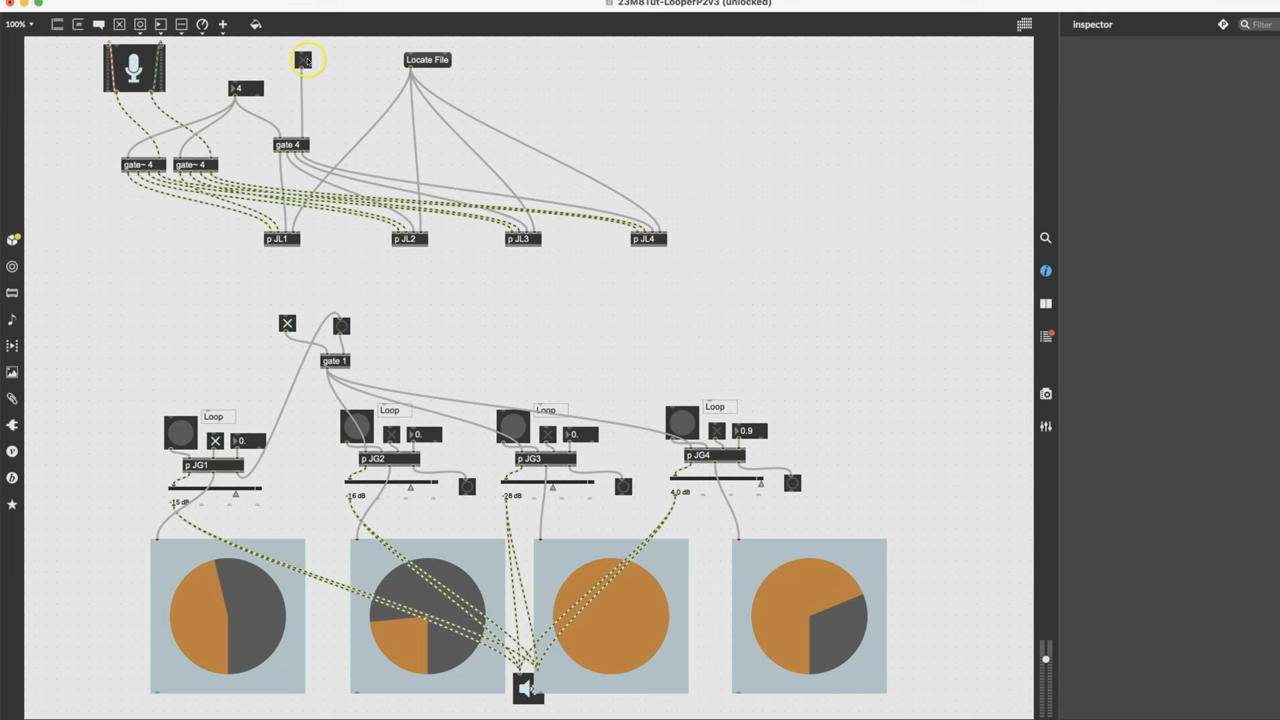 23M8Tut-LooperP2v3 (unlocked)
100%
inspector
Filter
Locate File
4
gate 4
gate~ 4
gate~ 4
p JL1
p JL2
p JL3
p JL4
gate 1
Loop
Loop
Loop
Loop
0.
0.
0.
0.9
p JG1
p JG2
p JG3
p JG4
-15 dB
-16 dB
-28 dB
4.0 dB